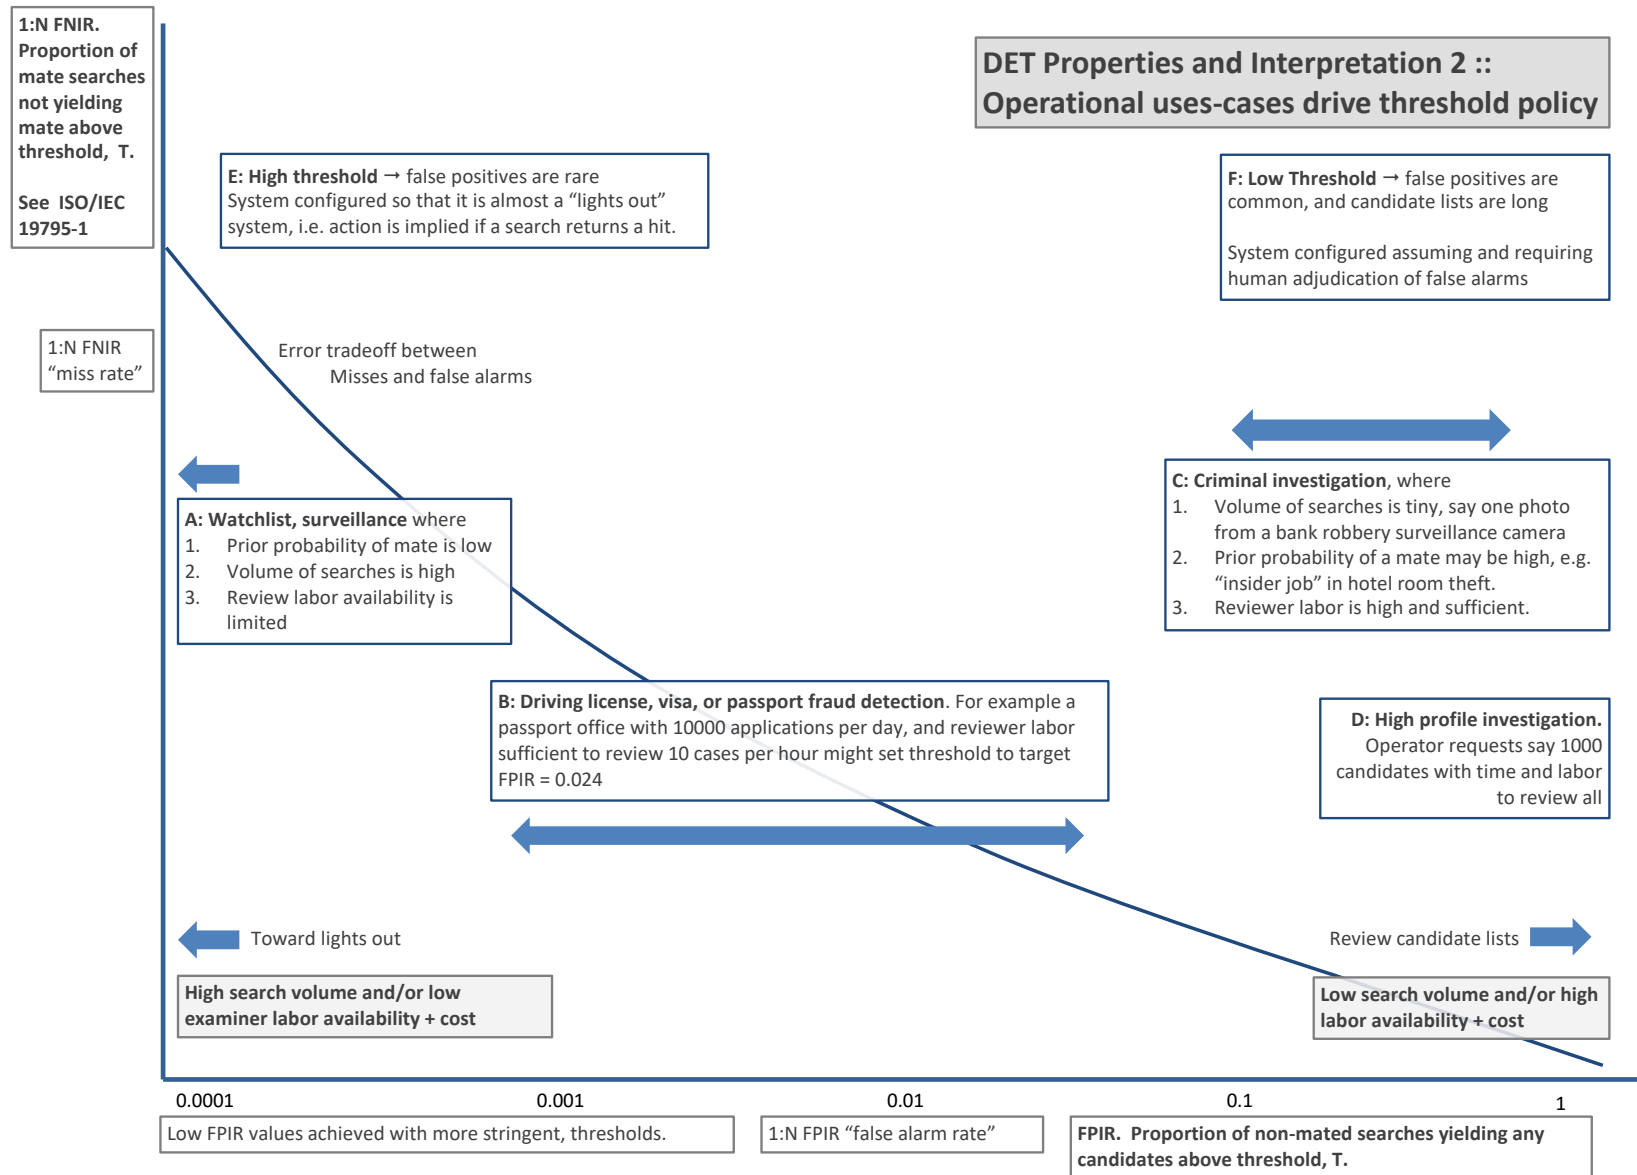 1:N FNIR.
Proportion of
mate searches
not yielding
mate above
threshold, T.
See ISO/IEC
19795-1
DET Properties and Interpretation 2 ::
Operational uses-cases drive threshold policy
E: High threshold → false positives are rare
System configured so that it is almost a “lights out”
system, i.e. action is implied if a search returns a hit.
F: Low Threshold → false positives are
common, and candidate lists are long
System configured assuming and requiring
human adjudication of false alarms
1:N FNIR
“miss rate”
Error tradeoff between
Misses and false alarms
A: Watchlist, surveillance where
1. Prior probability of mate is low
2. Volume of searches is high
3. Review labor availability is
limited
C: Criminal investigation, where
1. Volume of searches is tiny, say one photo
from a bank robbery surveillance camera
2. Prior probability of a mate may be high, e.g.
“insider job” in hotel room theft.
3. Reviewer labor is high and sufficient.
B: Driving license, visa, or passport fraud detection. For example a
passport office with 10000 applications per day, and reviewer labor
sufficient to review 10 cases per hour might set threshold to target
FPIR = 0.024
D: High profile investigation.
Operator requests say 1000
candidates with time and labor
to review all
Toward lights out
Review candidate lists
High search volume and/or low
examiner labor availability + cost
Low search volume and/or high
labor availability + cost
0.0001
0.001
0.01
0.1
1
Low FPIR values achieved with more stringent, thresholds.
1:N FPIR “false alarm rate”
FPIR. Proportion of non-mated searches yielding any
candidates above threshold, T.